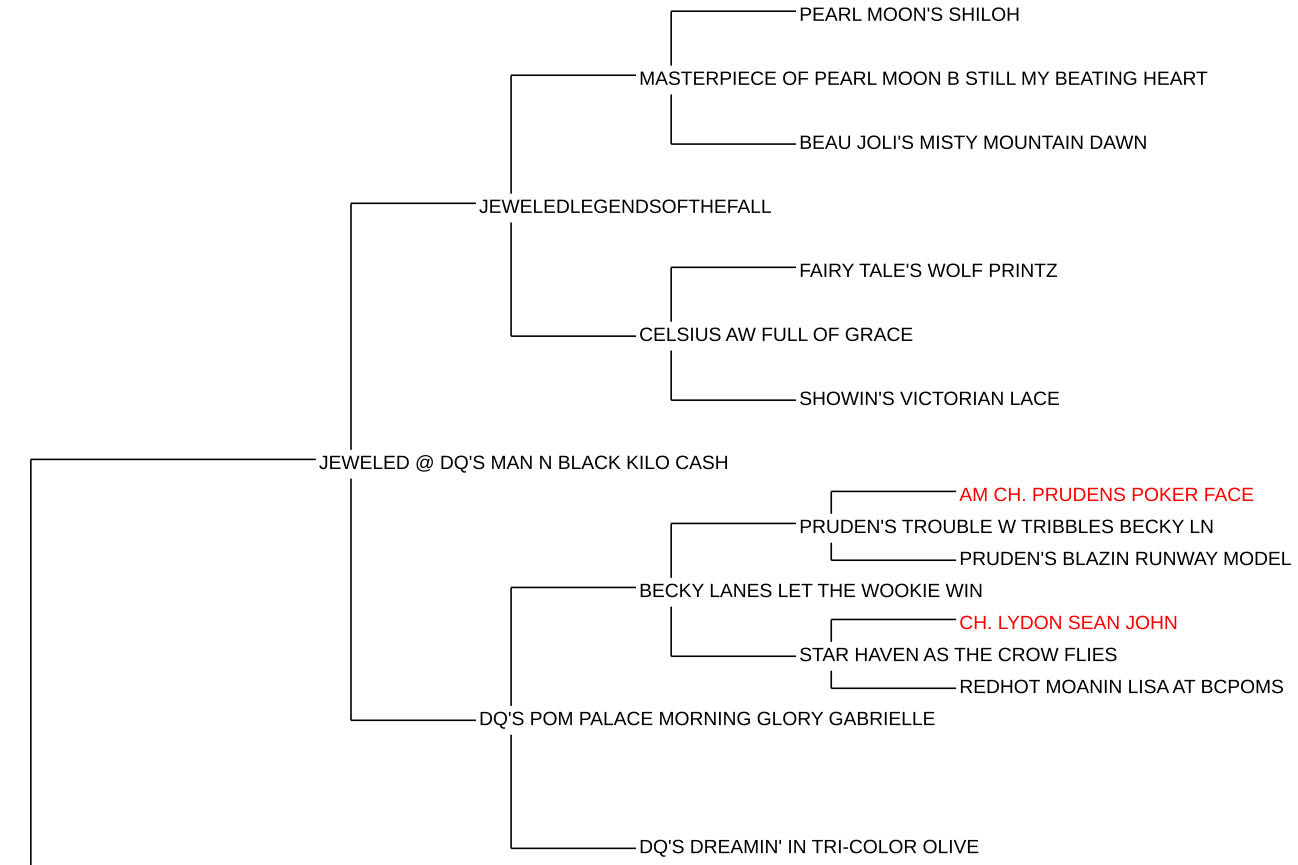 PEARL MOON'S SHILOH
MASTERPIECE OF PEARL MOON B STILL MY BEATING HEART
BEAU JOLI'S MISTY MOUNTAIN DAWN
JEWELEDLEGENDSOFTHEFALL
FAIRY TALE'S WOLF PRINTZ
CELSIUS AW FULL OF GRACE
SHOWIN'S VICTORIAN LACE
JEWELED @ DQ'S MAN N BLACK KILO CASH
AM CH. PRUDENS POKER FACE
PRUDEN'S TROUBLE W TRIBBLES BECKY LN
PRUDEN'S BLAZIN RUNWAY MODEL
BECKY LANES LET THE WOOKIE WIN
CH. LYDON SEAN JOHN
STAR HAVEN AS THE CROW FLIES
REDHOT MOANIN LISA AT BCPOMS
DQ'S POM PALACE MORNING GLORY GABRIELLE
DQ'S DREAMIN' IN TRI-COLOR OLIVE